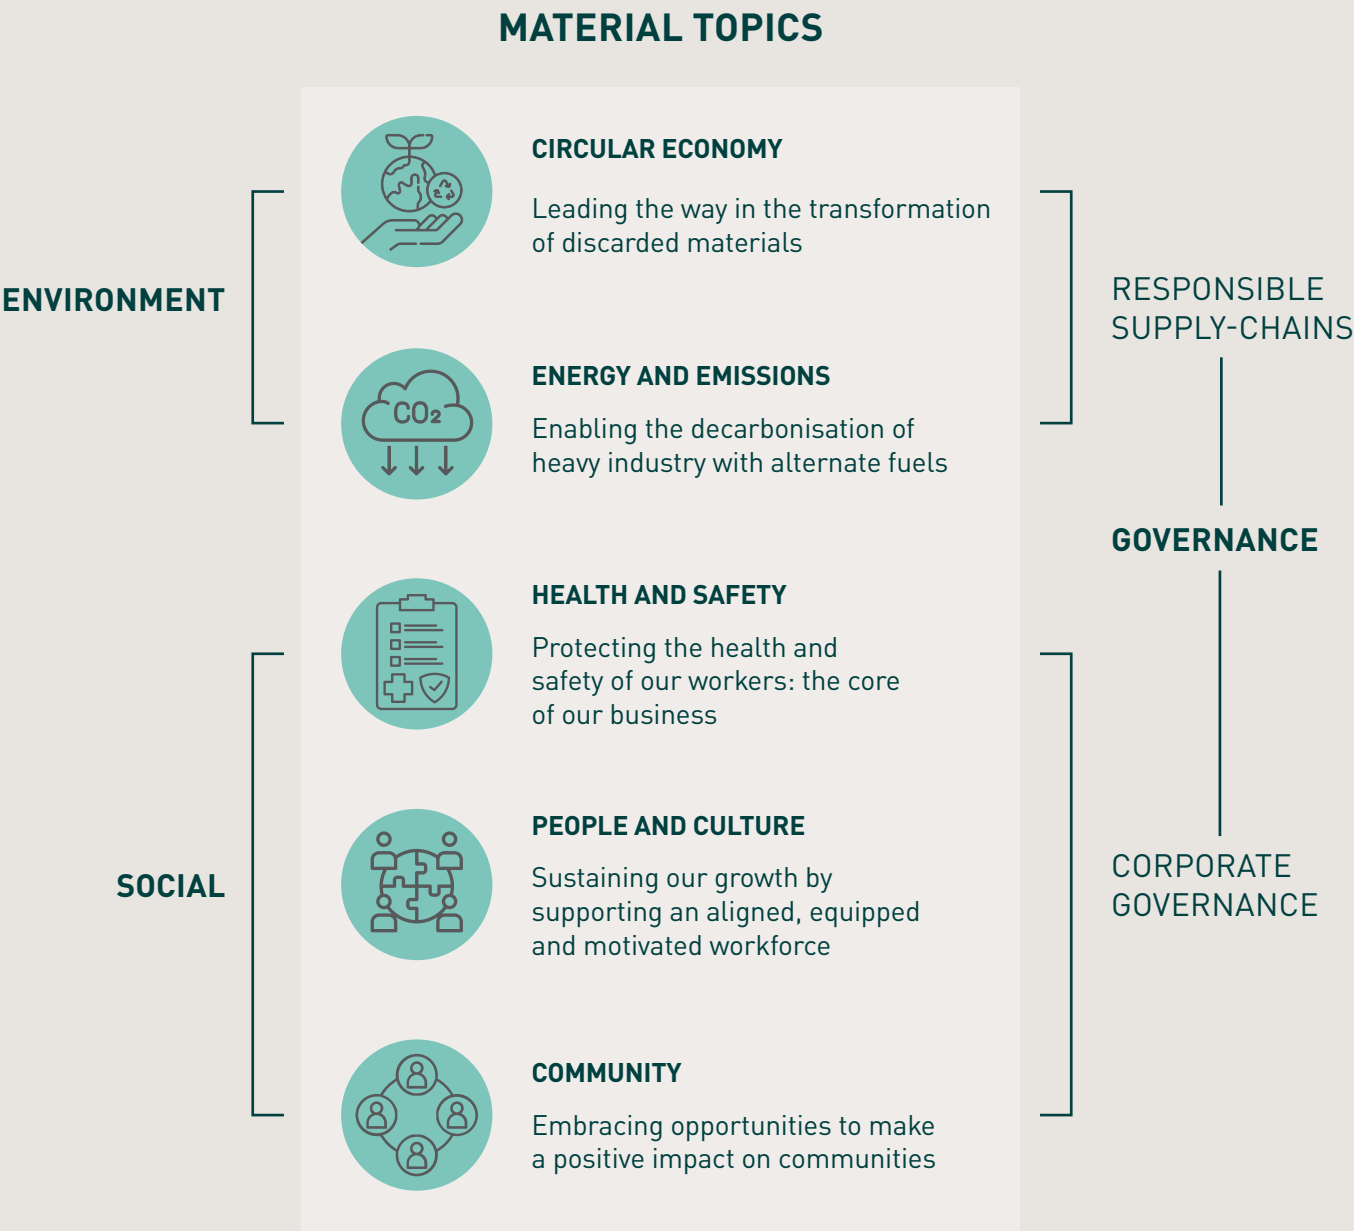 MATERIAL TOPICS
ENVIRONMENT
CIRCULAR ECONOMY
Leading the way in the transformation
of discarded materials
CO₂
ENERGY AND EMISSIONS
Enabling the decarbonisation of
heavy industry with alternate fuels
SOCIAL
HEALTH AND SAFETY
Protecting the health and
safety of our workers: the core
of our business
PEOPLE AND CULTURE
Sustaining our growth by
supporting an aligned, equipped
and motivated workforce
COMMUNITY
Embracing opportunities to make
a positive impact on communities
RESPONSIBLE
SUPPLY-CHAINS
GOVERNANCE
CORPORATE
GOVERNANCE